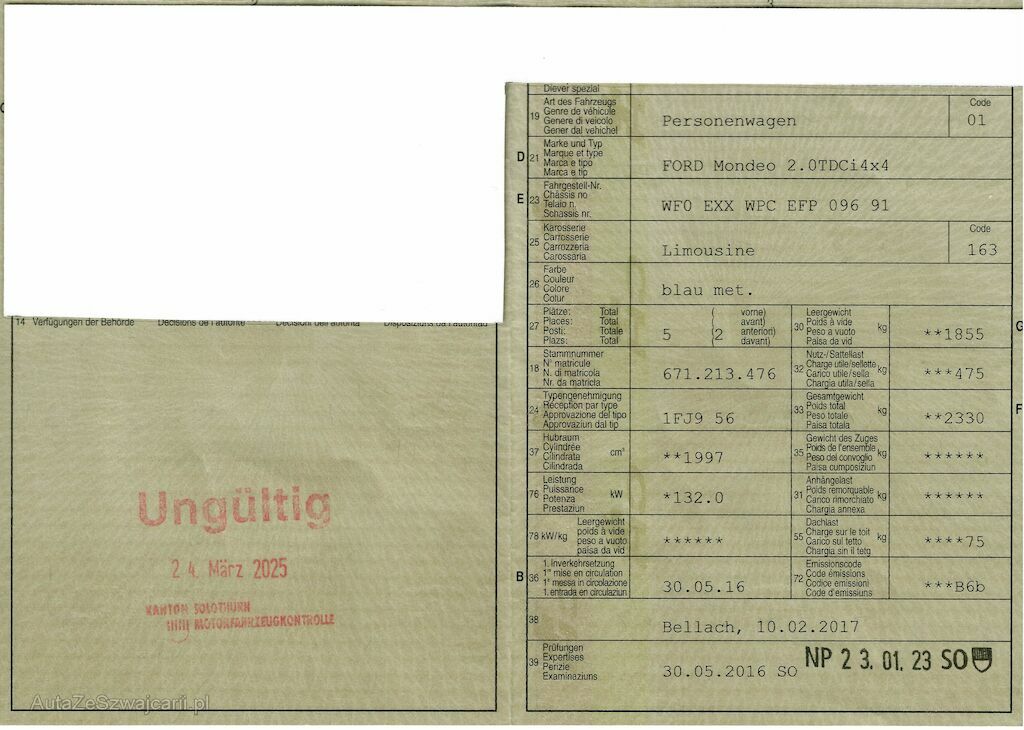 14 Verfügungen der Behörde Décisions de l'autorité Decisioni dell'autorità Disposiziuns da l'autoritad
Ungültig
24. März 2025
KANTON SOLOTHURN
MOTORFAHRZEUGKONTROLLE
AutaZeSzwajcarii.pl
Diever spezial
19 Art des Fahrzeugs
Genre de véhicule
Genere di veicolo
Gener dal vehichel
Personenwagen
Code
01
D 21 Marke und Typ
Marque et type
Marca e tipo
Marca e tip
FORD Mondeo 2.0TDCi4x4
E 23 Fahrgestell-Nr.
Châssis no
Telaio n.
Schassis nr.
WF0 EXX WPC EFP 096 91
25 Karosserie
Carrosserie
Carrozzeria
Carossaria
Limousine
Code
163
26 Farbe
Couleur
Colore
Colur
blau met.
27 Plätze: Total ( vorne)
Places: Total ( avant)
Posti: Totale ( anteriori)
Plazs: Total ( davant)
5 (2
30 Leergewicht
Poids à vide
Peso a vuoto
Paisa da vid
kg
**1855
G
18 Stammnummer
N° matricule
N. di matricola
Nr. da matricla
671.213.476
32 Nutz-/Sattellast
Charge utile/sellette
Carico utile/sella
Chargia utila/sella
kg
***475
24 Typengenehmigung
Réception par type
Approvazione del tipo
Approvaziun dal tip
1FJ9 56
33 Gesamtgewicht
Poids total
Peso totale
Paisa totala
kg
**2330
F
37 Hubraum
Cylindrée
Cilindrata
Cilindrada
cm³
**1997
35 Gewicht des Zuges
Poids de l'ensemble
Peso del convoglio
Paisa cumposiziun
kg
******
76 Leistung
Puissance
Potenza
Prestaziun
kW
*132.0
31 Anhängelast
Poids remorquable
Carico rimorchiato
Chargia annexa
kg
******
78 kW/kg Leergewicht
poids à vide
peso a vuoto
paisa da vid
******
55 Dachlast
Charge sur le toit
Carico sul tetto
Chargia sin il tetg
kg
****75
B 36 1. Inverkehrsetzung
1re mise en circulation
1a messa in circolazione
1. entrada en circulaziun
30.05.16
72 Emissionscode
Code émissions
Codice emissioni
Code d'emissiuns
***B6b
38
Bellach, 10.02.2017
39 Prüfungen
Expertises
Perizie
Examinaziuns
30.05.2016 SO
NP 23.01.23 SO